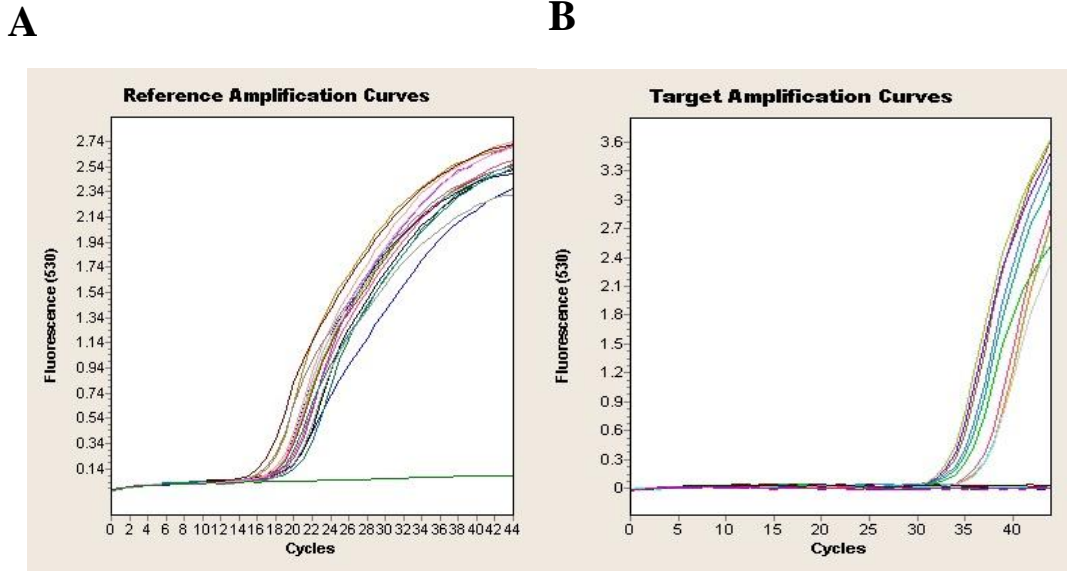 A
B
Reference Amplification Curves
Fluorescence (530)
2.74
2.54
2.34
2.14
1.94
1.74
1.54
1.34
1.14
0.94
0.74
0.54
0.34
0.14
0 2 4 6 8 10 12 14 16 18 20 22 24 26 28 30 32 34 36 38 40 42 44
Cycles
Target Amplification Curves
Fluorescence (530)
3.6
3.3
3
2.7
2.4
2.1
1.8
1.5
1.2
0.9
0.6
0.3
0
0 5 10 15 20 25 30 35 40
Cycles